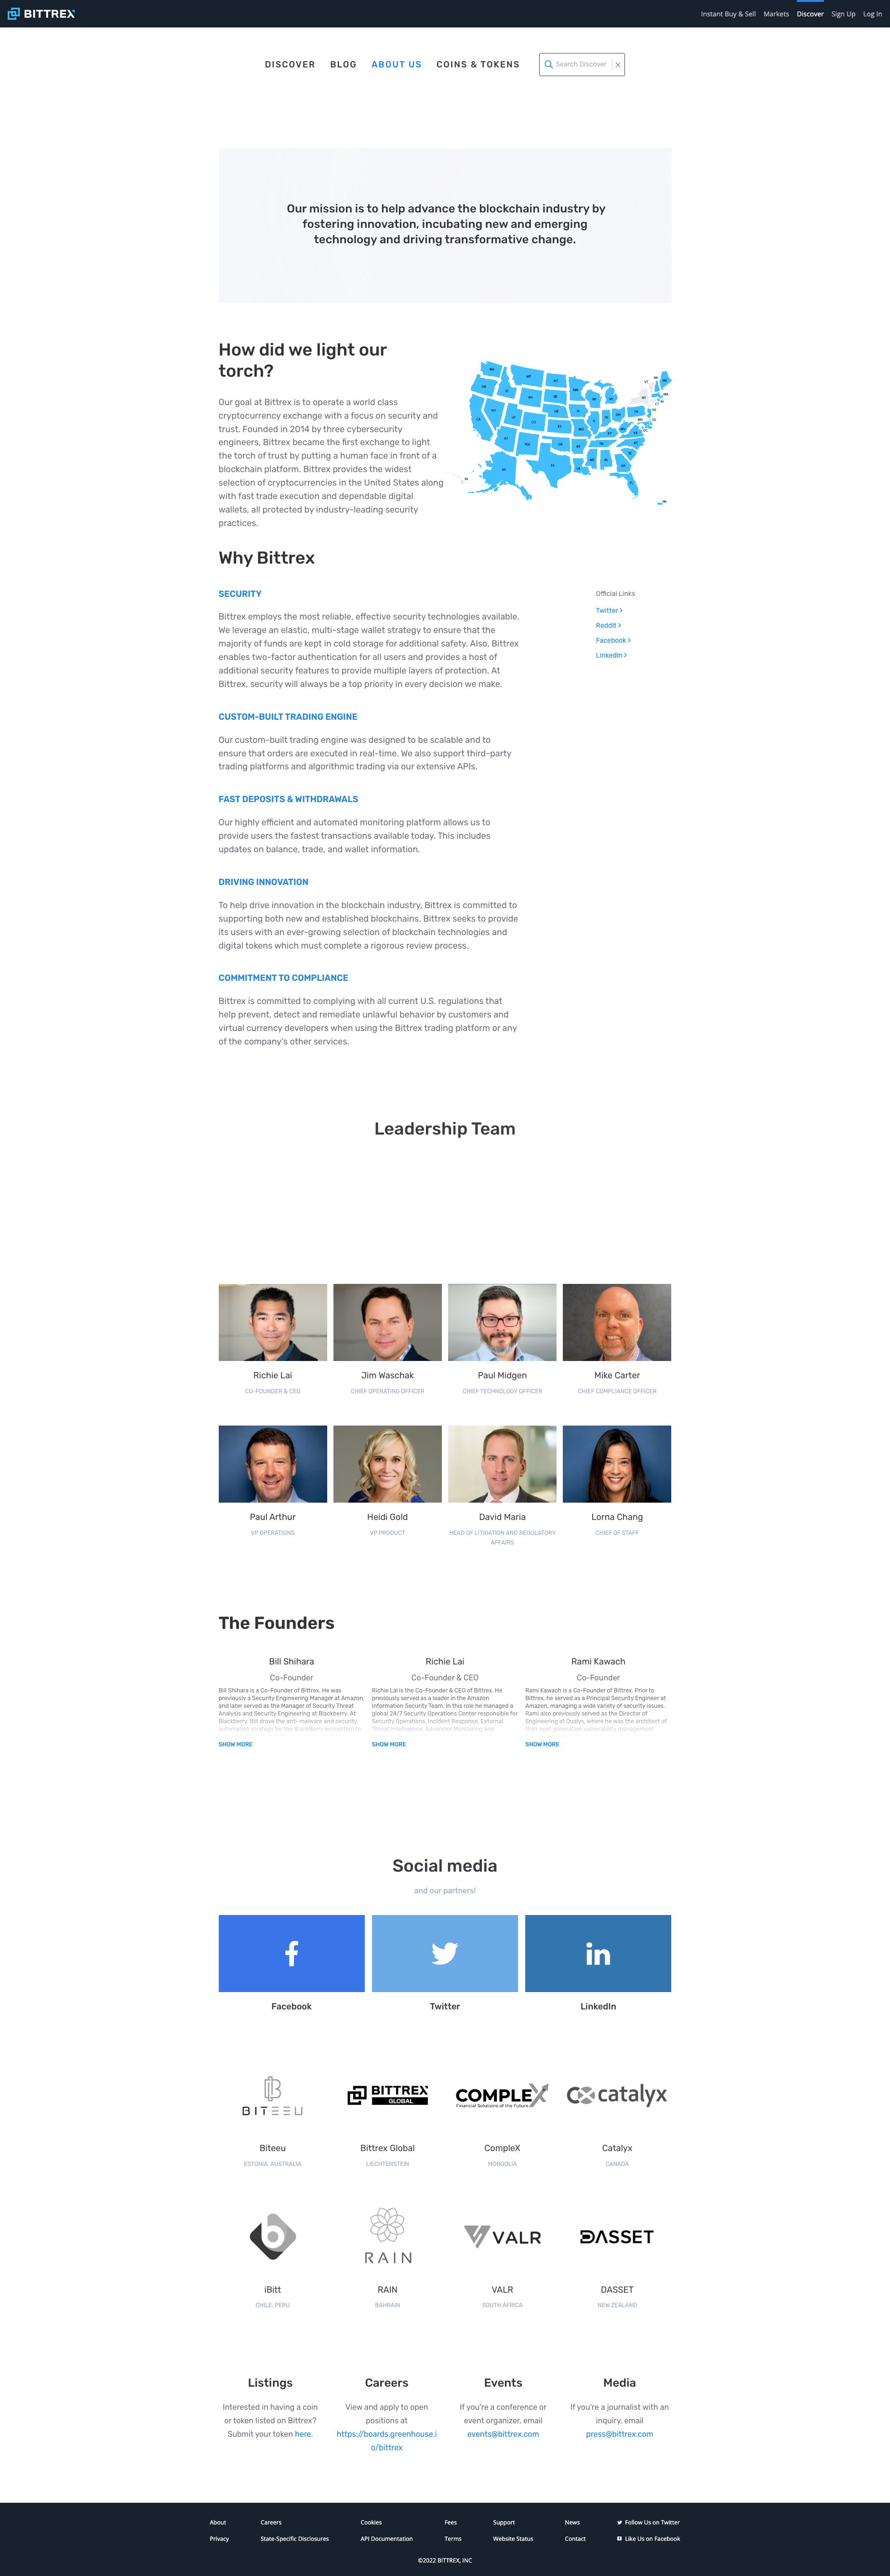 BITTREX
Instant Buy & Sell Markets Discover Sign Up Log In
DISCOVER BLOG ABOUT US COINS & TOKENS Search Discover
Our mission is to help advance the blockchain industry by
fostering innovation, incubating new and emerging
technology and driving transformative change.
How did we light our
torch?
Our goal at Bittrex is to operate a world class
cryptocurrency exchange with a focus on security and
trust. Founded in 2014 by three cybersecurity
engineers, Bittrex became the first exchange to light
the torch of trust by putting a human face in front of a
blockchain platform. Bittrex provides the widest
selection of cryptocurrencies in the United States along
with fast trade execution and dependable digital
wallets, all protected by industry-leading security
practices.
Why Bittrex
SECURITY
Bittrex employs the most reliable, effective security technologies available.
We leverage an elastic, multi-stage wallet strategy to ensure that the
majority of funds are kept in cold storage for additional safety. Also, Bittrex
enables two-factor authentication for all users and provides a host of
additional security features to provide multiple layers of protection. At
Bittrex, security will always be a top priority in every decision we make.
Official Links
Twitter >
Reddit >
Facebook >
LinkedIn >
CUSTOM-BUILT TRADING ENGINE
Our custom-built trading engine was designed to be scalable and to
ensure that orders are executed in real-time. We also support third-party
trading platforms and algorithmic trading via our extensive APIs.
FAST DEPOSITS & WITHDRAWALS
Our highly efficient and automated monitoring platform allows us to
provide users the fastest transactions available today. This includes
updates on balance, trade, and wallet information.
DRIVING INNOVATION
To help drive innovation in the blockchain industry, Bittrex is committed to
supporting both new and established blockchains. Bittrex seeks to provide
its users with an ever-growing selection of blockchain technologies and
digital tokens which must complete a rigorous review process.
COMMITMENT TO COMPLIANCE
Bittrex is committed to complying with all current U.S. regulations that
help prevent, detect and remediate unlawful behavior by customers and
virtual currency developers when using the Bittrex trading platform or any
of the company's other services.
Leadership Team
Richie Lai Jim Waschak Paul Midgen Mike Carter
CO-FOUNDER & CEO CHIEF OPERATING OFFICER CHIEF TECHNOLOGY OFFICER CHIEF COMPLIANCE OFFICER
Paul Arthur Heidi Gold David Maria Lorna Chang
VP OPERATIONS VP PRODUCT HEAD OF LITIGATION AND REGULATORY CHIEF OF STAFF
AFFAIRS
The Founders
Bill Shihara
Co-Founder
Bill Shihara is a Co-Founder of Bittrex. He was
previously a Security Engineering Manager at Amazon,
and later served as the Manager of Security Threat
Analysis and Security Engineering at Blackberry. At
Blackberry, Bill drove the anti-malware and security
automation strategy for the BlackBerry ecosystem to
SHOW MORE
Richie Lai
Co-Founder & CEO
Richie Lai is the Co-Founder & CEO of Bittrex. He
previously served as a leader in the Amazon
Information Security Team. In this role he managed a
global 24/7 Security Operations Center responsible for
Security Operations, Incident Response, External
Threat Intelligence, Advanced Monitoring and
SHOW MORE
Rami Kawach
Co-Founder
Rami Kawach is a Co-Founder of Bittrex. Prior to
Bittrex, he served as a Principal Security Engineer at
Amazon, managing a wide variety of security issues.
Rami also previously served as the Director of
Engineering at Qualys, where he was the architect of
their next generation vulnerability management
SHOW MORE
Social media
and our partners!
Facebook Twitter LinkedIn
BITEEU BITTREX GLOBAL COMPLEX Financial Solutions of the Future catalyx
Biteeu Bittrex Global CompleX Catalyx
ESTONIA, AUSTRALIA LIECHTENSTEIN MONGOLIA CANADA
RAIN VALR DASSET
iBitt RAIN VALR DASSET
CHILE, PERU BAHRAIN SOUTH AFRICA NEW ZEALAND
Listings
Interested in having a coin
or token listed on Bittrex?
Submit your token here.
Careers
View and apply to open
positions at
https://boards.greenhouse.i
o/bittrex
Events
If you're a conference or
event organizer, email
events@bittrex.com
Media
If you're a journalist with an
inquiry, email
press@bittrex.com
About Careers Cookies Fees Support News Follow Us on Twitter
Privacy State-Specific Disclosures API Documentation Terms Website Status Contact Like Us on Facebook
©2022 BITTREX, INC